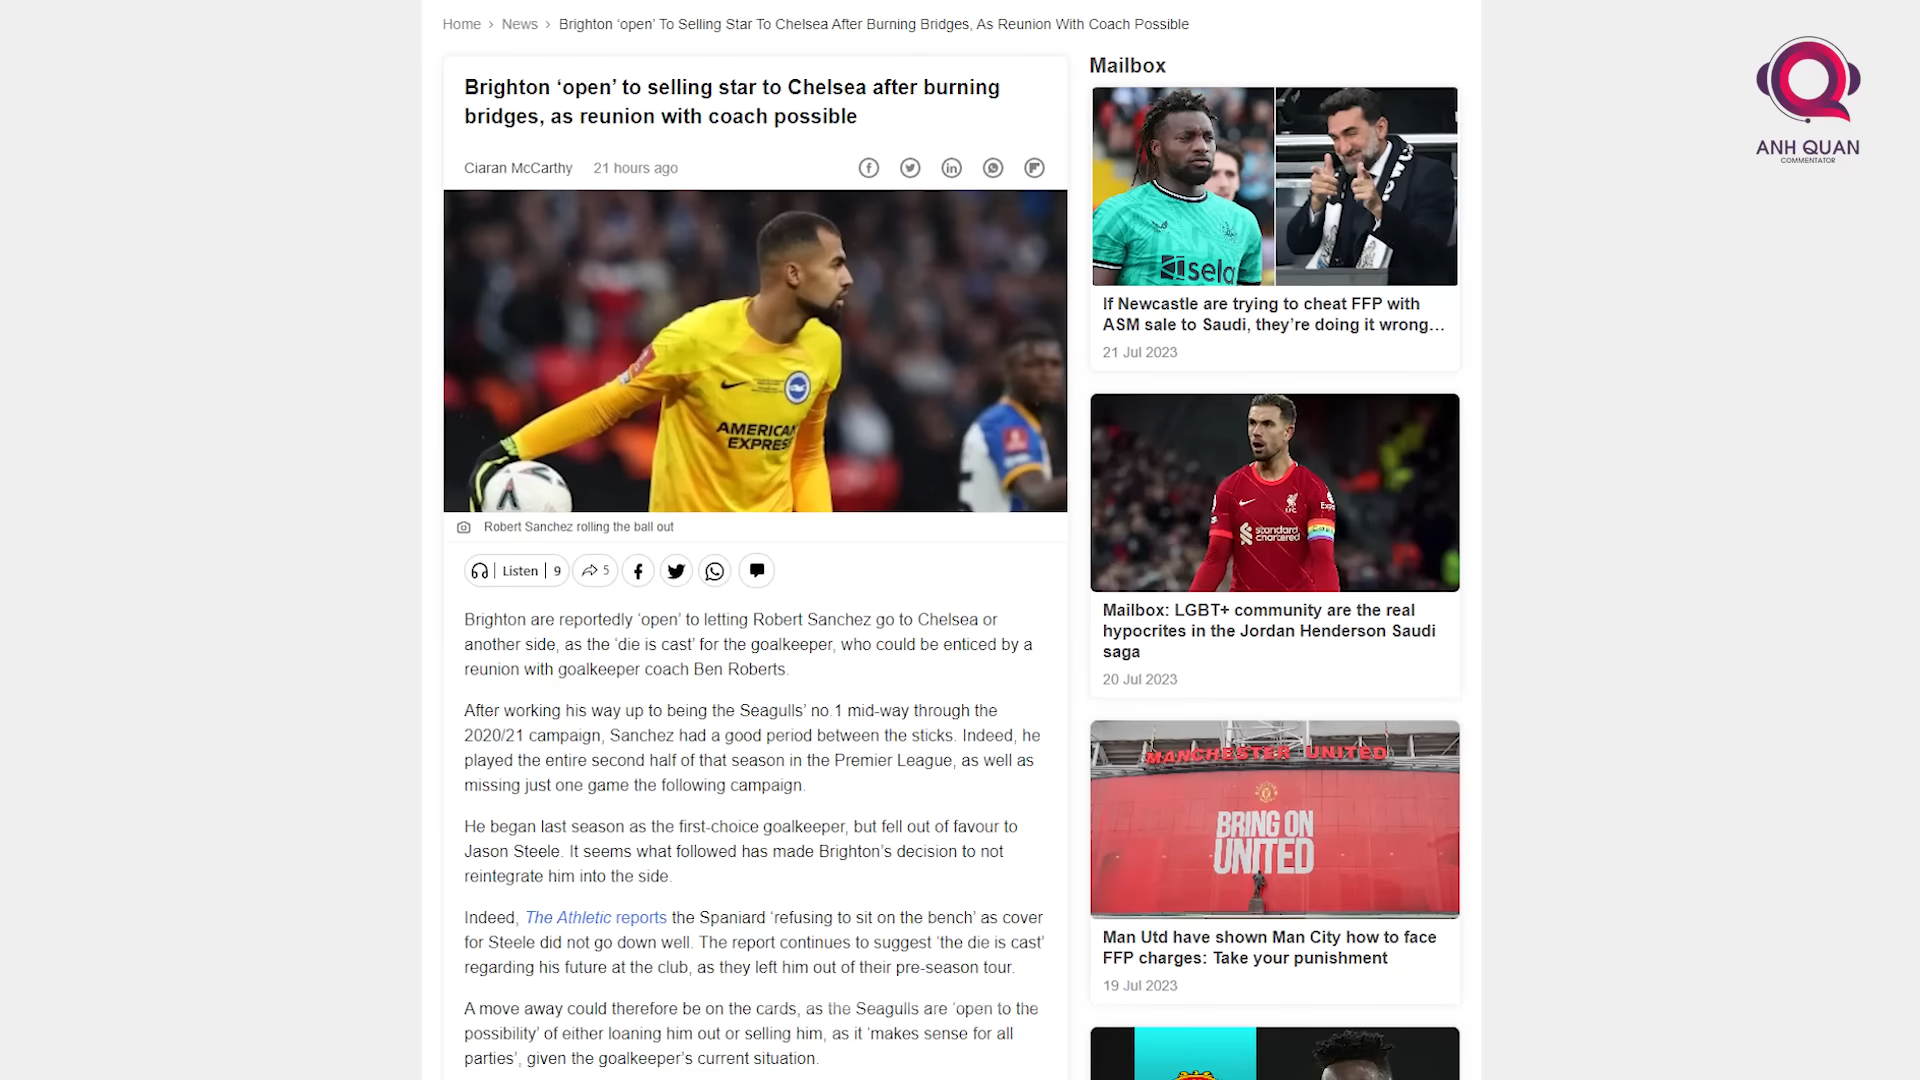 Home › News › Brighton ‘open’ To Selling Star To Chelsea After Burning Bridges, As Reunion With Coach Possible
Brighton ‘open’ to selling star to Chelsea after burning
bridges, as reunion with coach possible
Ciaran McCarthy 21 hours ago
AMERICAN
EXPRESS
Robert Sanchez rolling the ball out
Listen 9 5
Brighton are reportedly ‘open’ to letting Robert Sanchez go to Chelsea or
another side, as the ‘die is cast’ for the goalkeeper, who could be enticed by a
reunion with goalkeeper coach Ben Roberts.
After working his way up to being the Seagulls’ no.1 mid-way through the
2020/21 campaign, Sanchez had a good period between the sticks. Indeed, he
played the entire second half of that season in the Premier League, as well as
missing just one game the following campaign.
He began last season as the first-choice goalkeeper, but fell out of favour to
Jason Steele. It seems what followed has made Brighton’s decision to not
reintegrate him into the side.
Indeed, The Athletic reports the Spaniard ‘refusing to sit on the bench’ as cover
for Steele did not go down well. The report continues to suggest ‘the die is cast’
regarding his future at the club, as they left him out of their pre-season tour.
A move away could therefore be on the cards, as the Seagulls are ‘open to the
possibility’ of either loaning him out or selling him, as it ‘makes sense for all
parties’, given the goalkeeper’s current situation.
Mailbox
sela
If Newcastle are trying to cheat FFP with
ASM sale to Saudi, they’re doing it wrong…
21 Jul 2023
standard
chartered
Mailbox: LGBT+ community are the real
hypocrites in the Jordan Henderson Saudi
saga
20 Jul 2023
MANCHESTER UNITED
BRING ON
UNITED
Man Utd have shown Man City how to face
FFP charges: Take your punishment
19 Jul 2023
ANH QUAN
COMMENTATOR